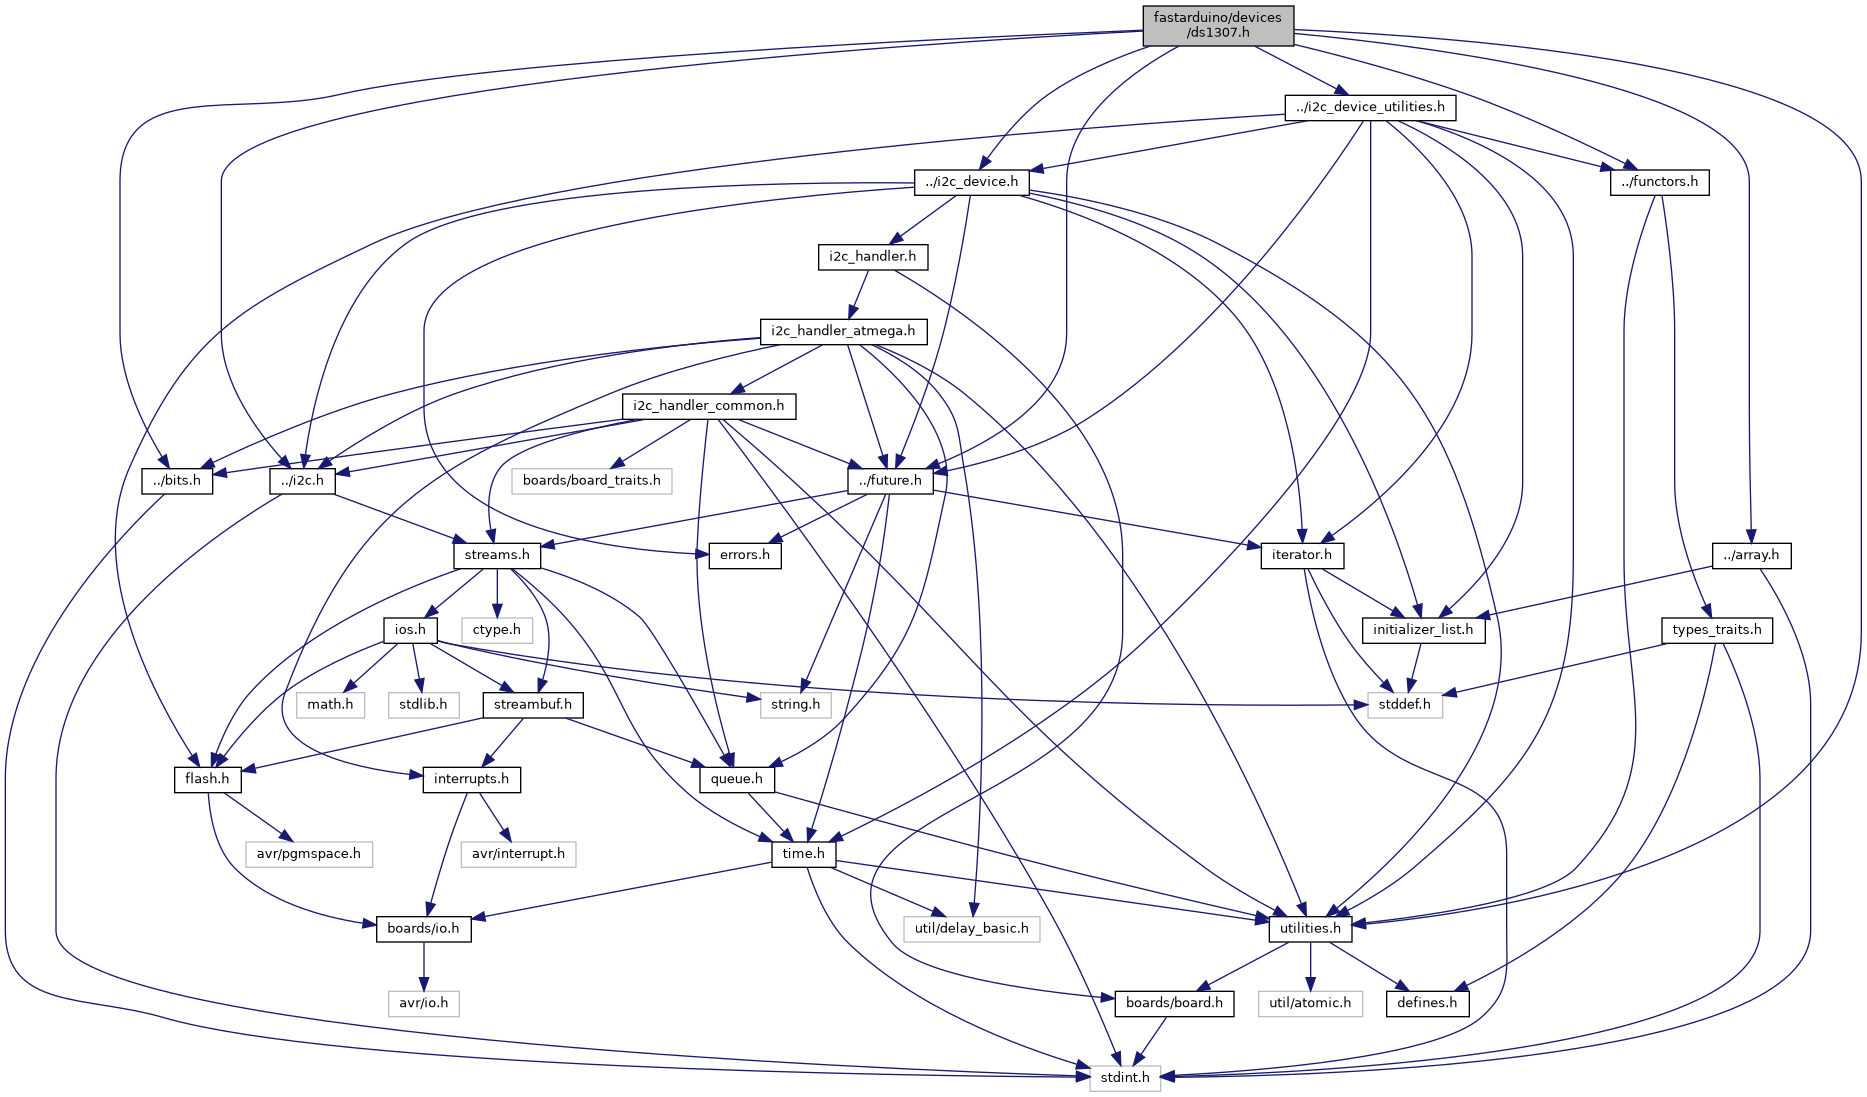 fastarduino/devices
/ds1307.h
../i2c_device_utilities.h
../i2c_device.h
../functors.h
i2c_handler.h
i2c_handler_atmega.h
i2c_handler_common.h
../bits.h
../i2c.h
boards/board_traits.h
../future.h
streams.h
errors.h
iterator.h
../array.h
ios.h
ctype.h
initializer_list.h
types_traits.h
math.h
stdlib.h
streambuf.h
string.h
stddef.h
flash.h
interrupts.h
queue.h
avr/pgmspace.h
avr/interrupt.h
time.h
boards/io.h
util/delay_basic.h
utilities.h
avr/io.h
boards/board.h
util/atomic.h
defines.h
stdint.h